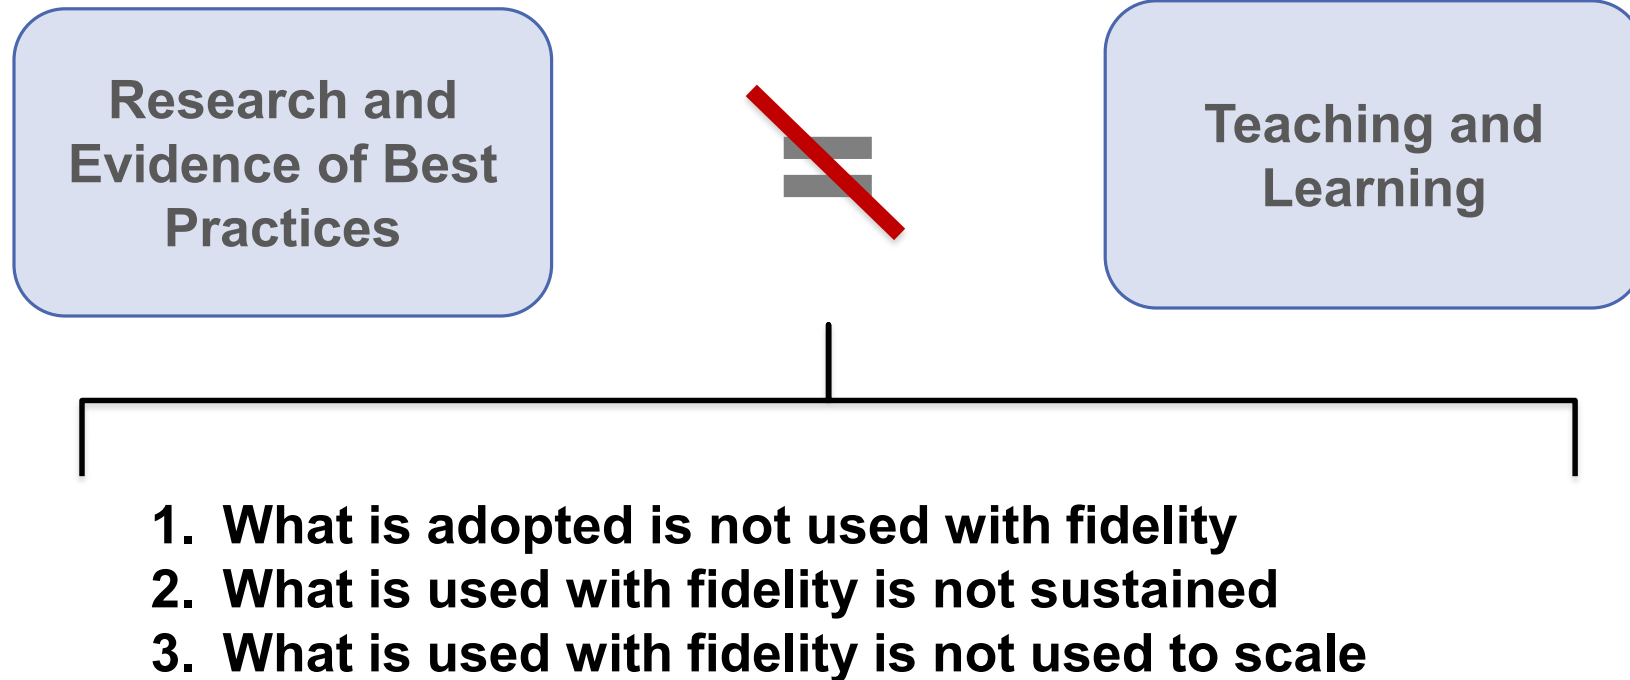 Research and
Evidence of Best
Practices
Teaching and
Learning
1. What is adopted is not used with fidelity
2. What is used with fidelity is not sustained
3. What is used with fidelity is not used to scale